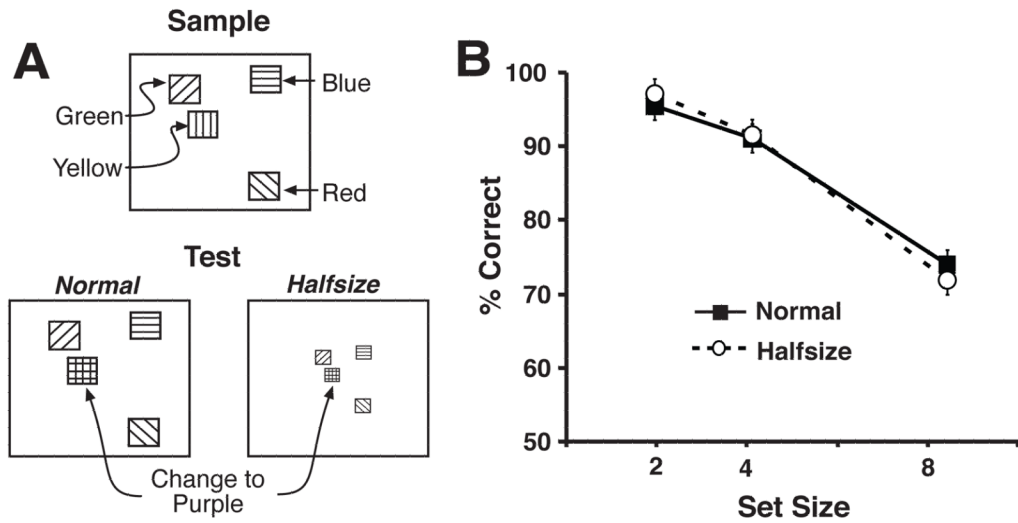 A
Sample
Green
Yellow
Blue
Red
Test
Normal
Halfsize
Change to
Purple
B
% Correct
100
90
80
70
60
50
Normal
Halfsize
2
4
8
Set Size